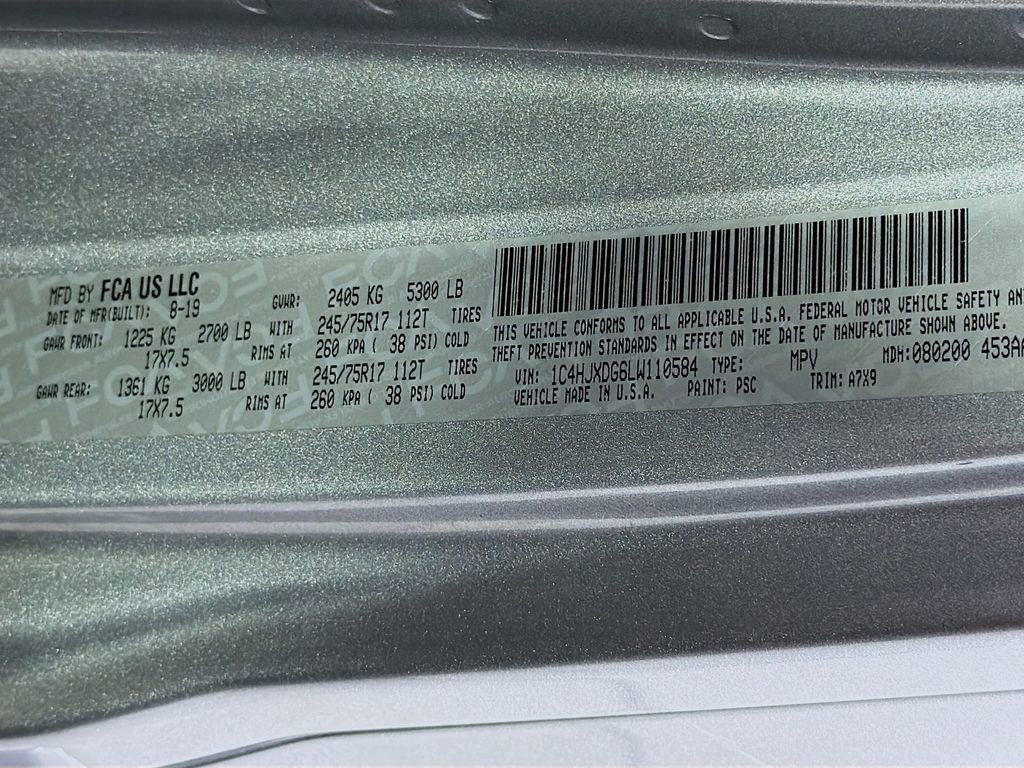 MFD BY FCA US LLC
DATE OF MFR(BUILT): 8-19 GVWR: 2405 KG 5300 LB
GAWR FRONT: 1225 KG 2700 LB WITH 245/75R17 112T TIRES
17X7.5 RIMS AT 260 KPA ( 38 PSI) COLD
GAWR REAR: 1361 KG 3000 LB WITH 245/75R17 112T TIRES
17X7.5 RIMS AT 260 KPA ( 38 PSI) COLD
THIS VEHICLE CONFORMS TO ALL APPLICABLE U.S.A. FEDERAL MOTOR VEHICLE SAFETY AN
THEFT PREVENTION STANDARDS IN EFFECT ON THE DATE OF MANUFACTURE SHOWN ABOVE.
VIN: 1C4HJXDG6LW110584 TYPE: MPV MDH:080200 453AA
VEHICLE MADE IN U.S.A. PAINT: PSC TRIM: A7X9